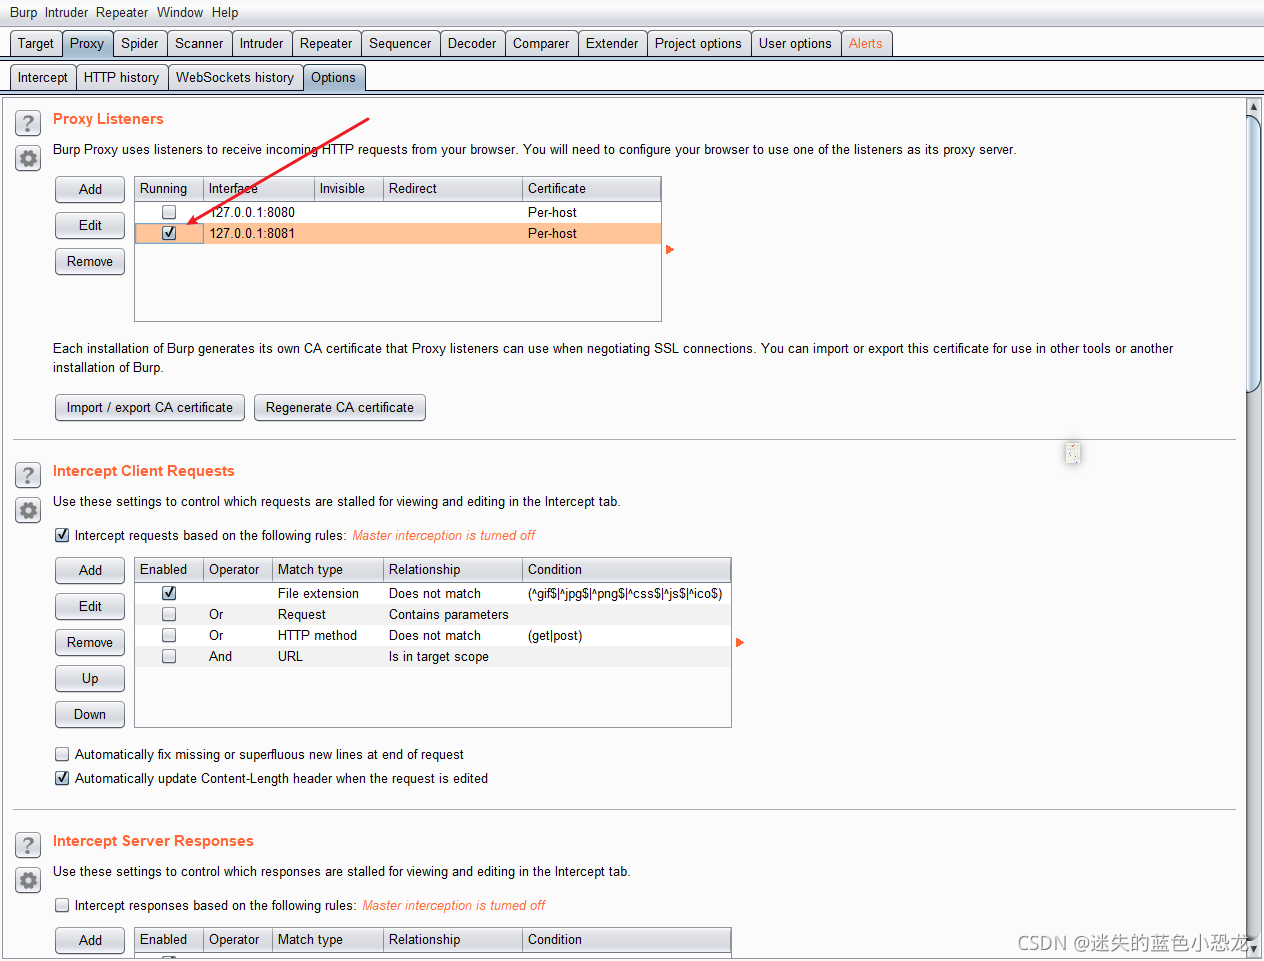 Burp Intruder Repeater Window Help
Target Proxy Spider Scanner Intruder Repeater Sequencer Decoder Comparer Extender Project options User options Alerts
Intercept HTTP history WebSockets history Options
? Proxy Listeners
Burp Proxy uses listeners to receive incoming HTTP requests from your browser. You will need to configure your browser to use one of the listeners as its proxy server.
Add Running Interface Invisible Redirect Certificate
127.0.0.1:8080 Per-host
Edit
127.0.0.1:8081 Per-host
Remove
Each installation of Burp generates its own CA certificate that Proxy listeners can use when negotiating SSL connections. You can import or export this certificate for use in other tools or another
installation of Burp.
Import / export CA certificate Regenerate CA certificate
? Intercept Client Requests
Use these settings to control which requests are stalled for viewing and editing in the Intercept tab.
Intercept requests based on the following rules: Master interception is turned off
Add Enabled Operator Match type Relationship Condition
File extension Does not match (^gif$|^jpg$|^png$|^css$|^js$|^ico$)
Edit Or Request Contains parameters
Or HTTP method Does not match (get|post)
Remove And URL Is in target scope
Up
Down
Automatically fix missing or superfluous new lines at end of request
Automatically update Content-Length header when the request is edited
? Intercept Server Responses
Use these settings to control which responses are stalled for viewing and editing in the Intercept tab.
Intercept responses based on the following rules: Master interception is turned off
Add Enabled Operator Match type Relationship Condition
CSDN @迷失的蓝色小恐龙